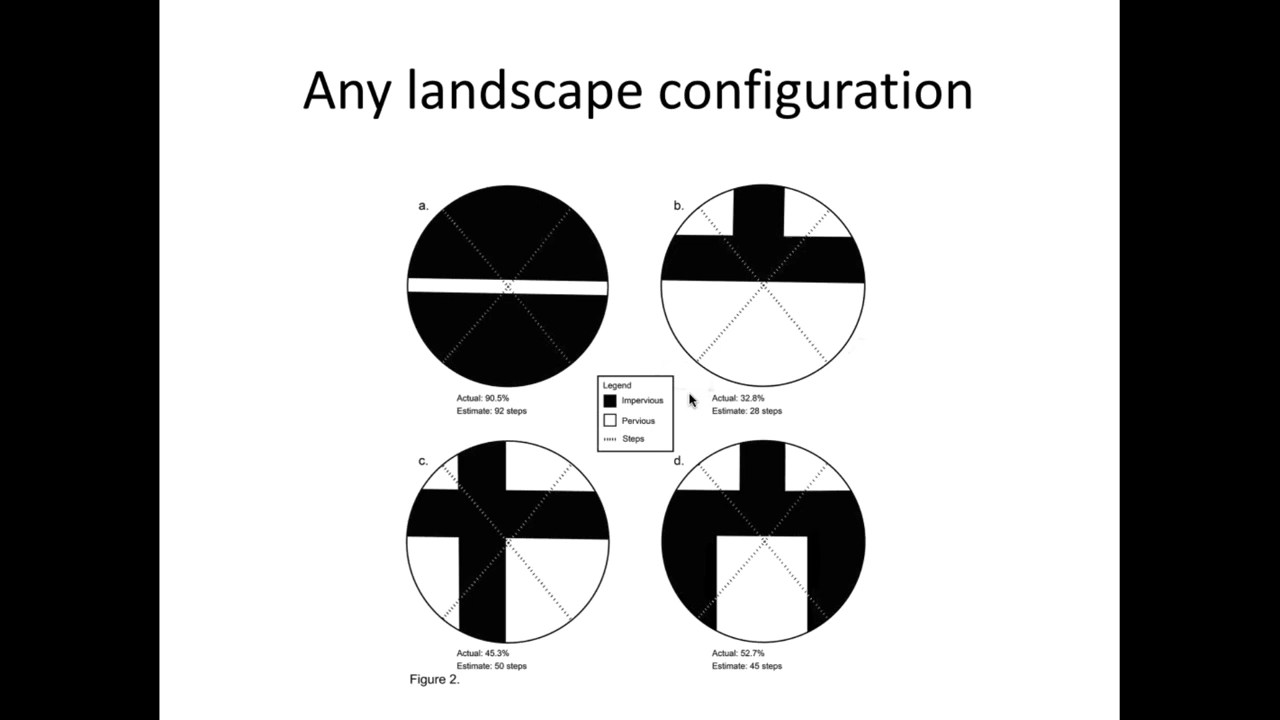 Any landscape configuration
a.
b.
Actual: 90.5%
Estimate: 92 steps
Actual: 32.8%
Estimate: 28 steps
Legend
Impervious
Pervious
Steps
c.
d.
Actual: 45.3%
Estimate: 50 steps
Actual: 52.7%
Estimate: 45 steps
Figure 2.